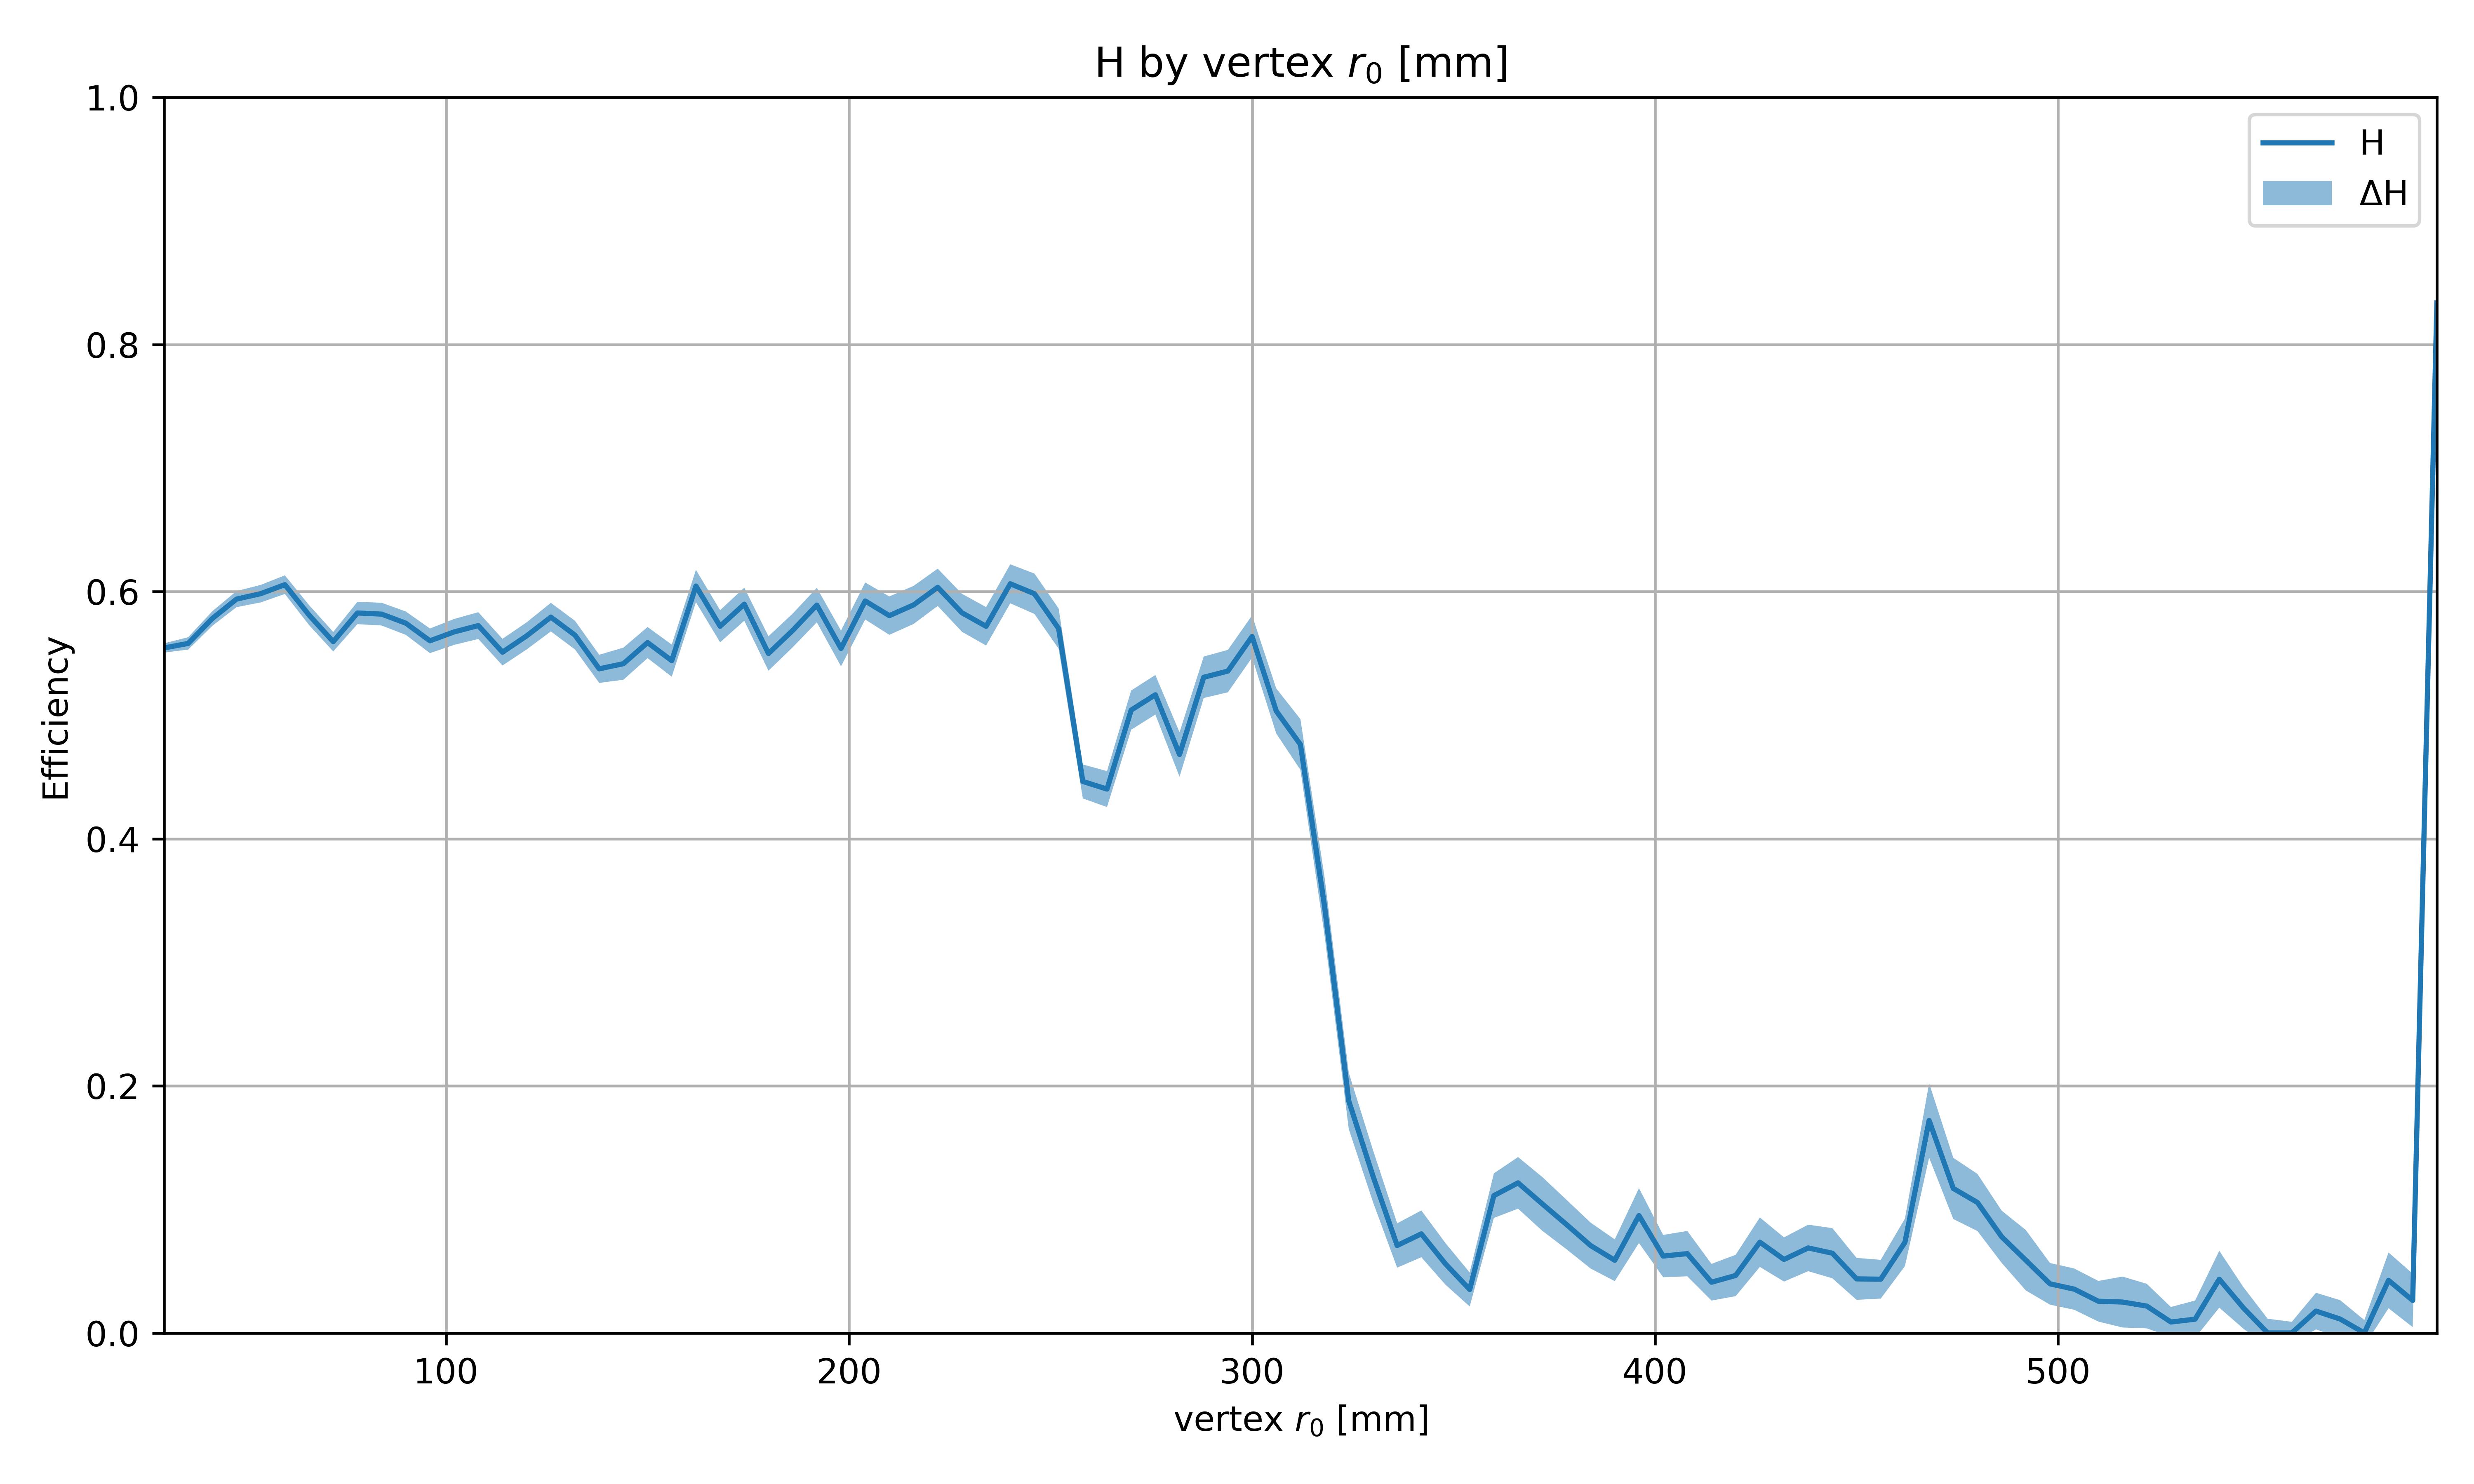 H by vertex r₀ [mm]
1.0
0.8
0.6
0.4
0.2
0.0
Efficiency
H
ΔH
100 200 300 400 500
vertex r₀ [mm]